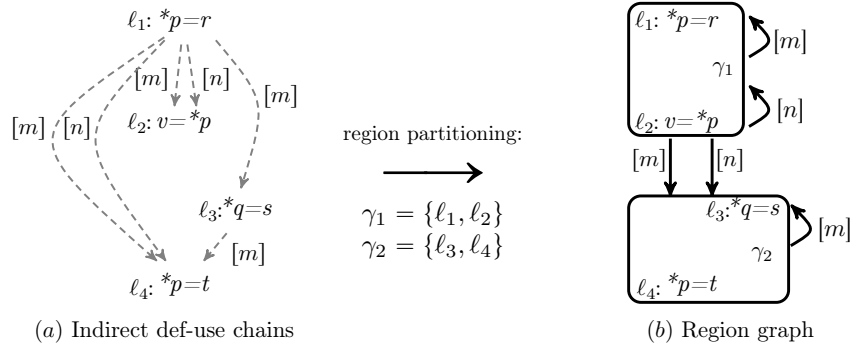 ℓ₁: *p=r
[m]
[n]
[m]
[m]
[n]
ℓ₂: v=*p
ℓ₃:*q=s
[m]
ℓ₄: *p=t
(a) Indirect def-use chains
region partitioning:
γ₁ = {ℓ₁, ℓ₂}
γ₂ = {ℓ₃, ℓ₄}
ℓ₁: *p=r
[m]
γ₁
[n]
ℓ₂: v=*p
[m]
[n]
ℓ₃:*q=s
[m]
γ₂
ℓ₄: *p=t
(b) Region graph